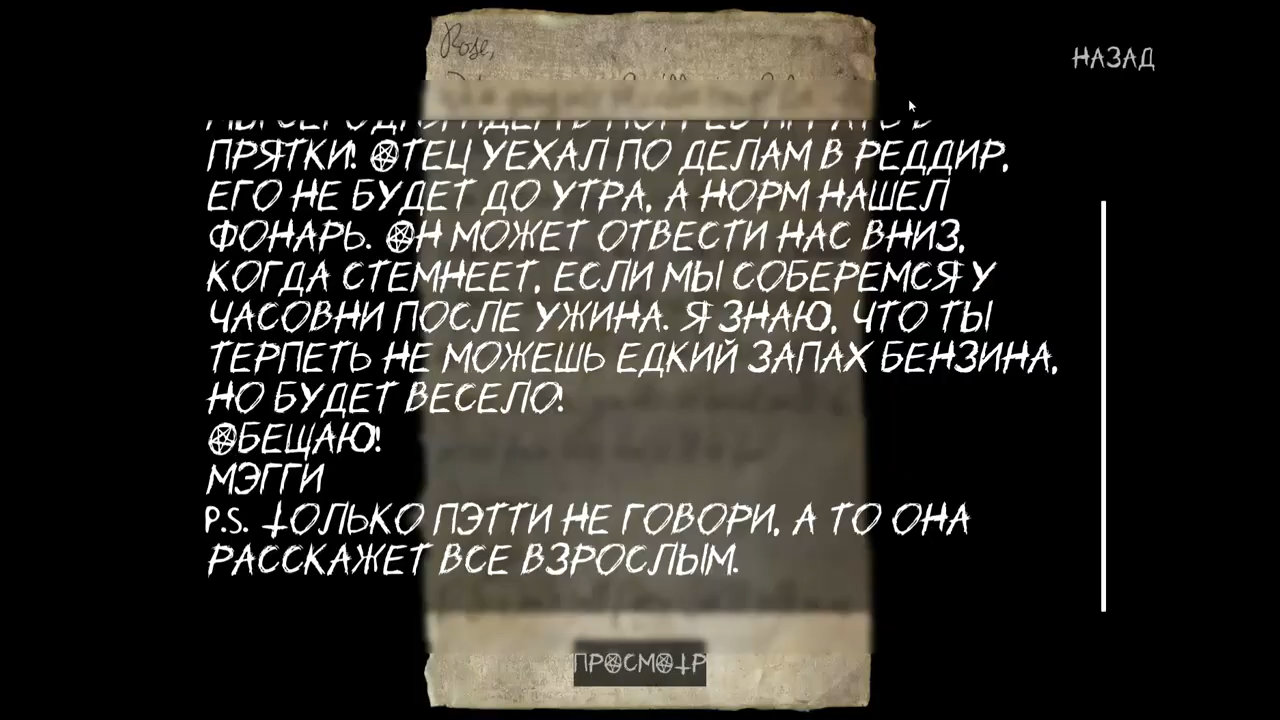 Rose,
НАЗАД
ПРЯТКИ! ОТЕЦ УЕХАЛ ПО ДЕЛАМ В РЕДДИР,
ЕГО НЕ БУДЕТ ДО УТРА, А НОРМ НАШЕЛ
ФОНАРЬ. ОН МОЖЕТ ОТВЕСТИ НАС ВНИЗ,
КОГДА СТЕМНЕЕТ, ЕСЛИ МЫ СОБЕРЕМСЯ У
ЧАСОВНИ ПОСЛЕ УЖИНА. Я ЗНАЮ, ЧТО ТЫ
ТЕРПЕТЬ НЕ МОЖЕШЬ ЕДКИЙ ЗАПАХ БЕНЗИНА,
НО БУДЕТ ВЕСЕЛО!
ОБЕЩАЮ!
МЭГГИ
P.S. ТОЛЬКО ПЭТТИ НЕ ГОВОРИ, А ТО ОНА
РАССКАЖЕТ ВСЕ ВЗРОСЛЫМ.
ПРОСМОТР